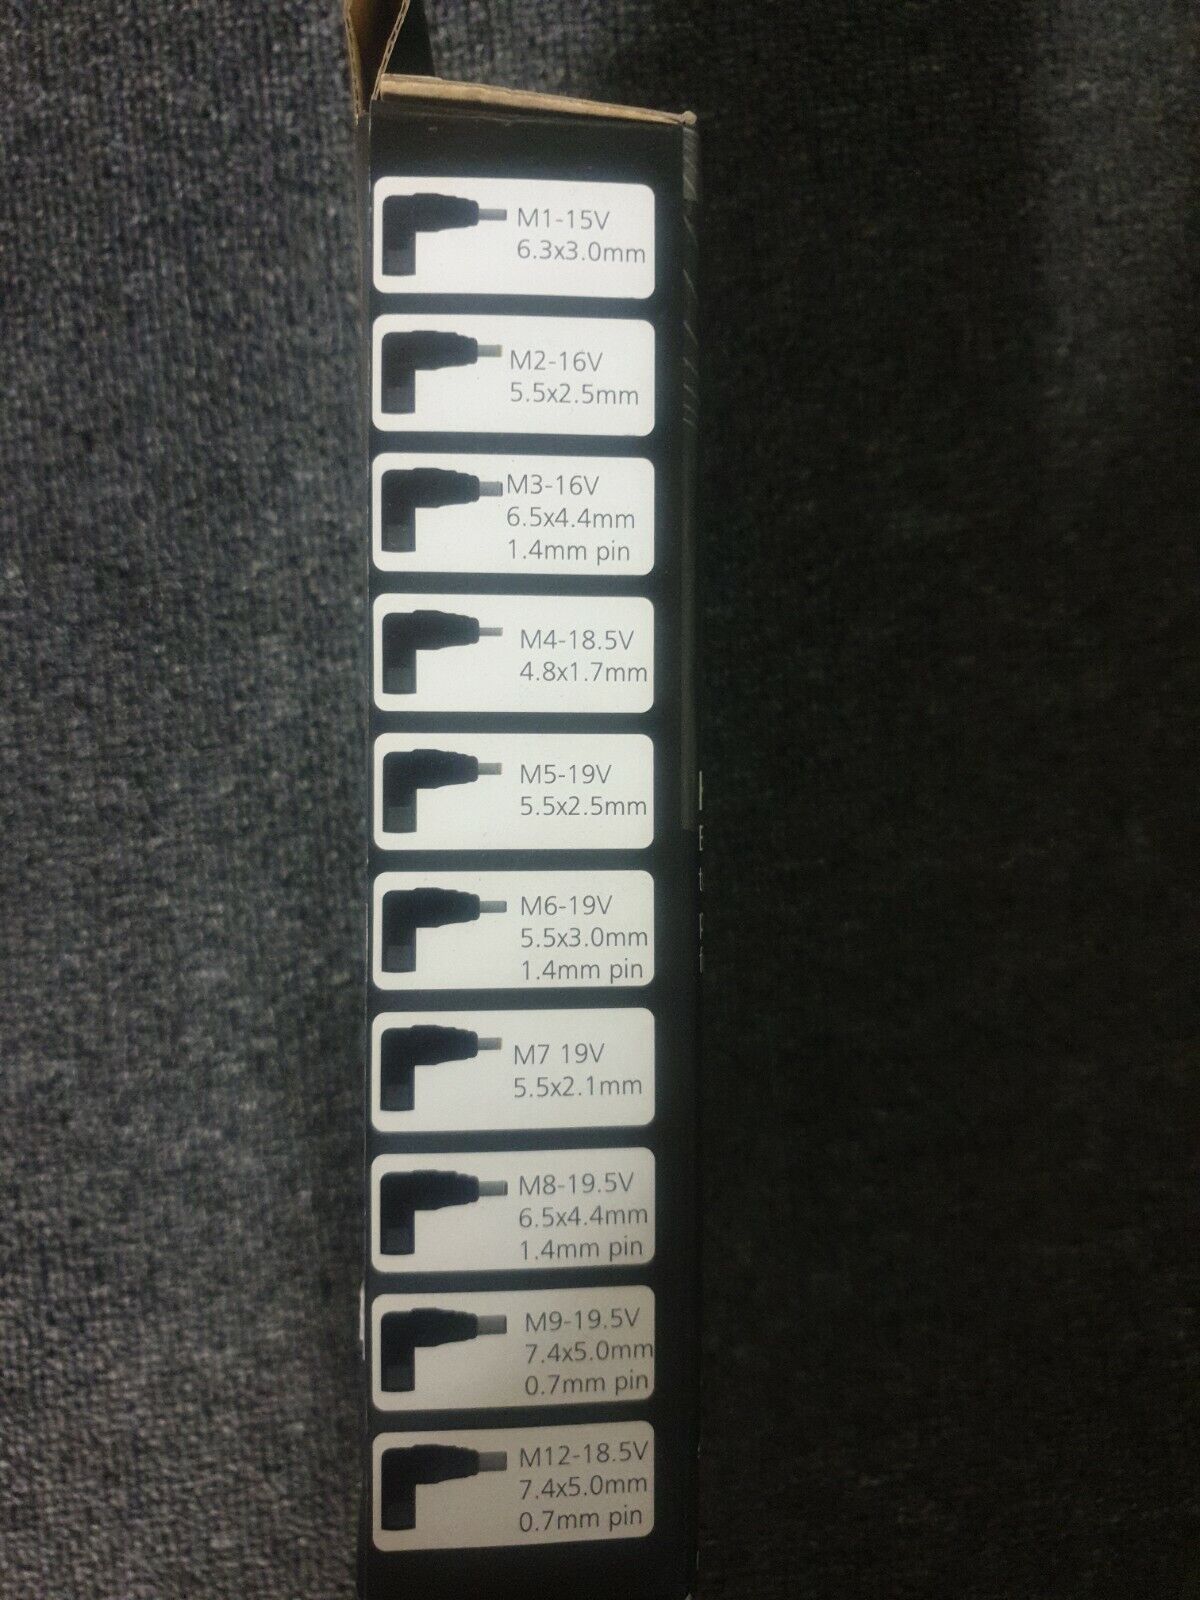 M1-15V
6.3x3.0mm
M2-16V
5.5x2.5mm
M3-16V
6.5x4.4mm
1.4mm pin
M4-18.5V
4.8x1.7mm
M5-19V
5.5x2.5mm
M6-19V
5.5x3.0mm
1.4mm pin
M7 19V
5.5x2.1mm
M8-19.5V
6.5x4.4mm
1.4mm pin
M9-19.5V
7.4x5.0mm
0.7mm pin
M12-18.5V
7.4x5.0mm
0.7mm pin